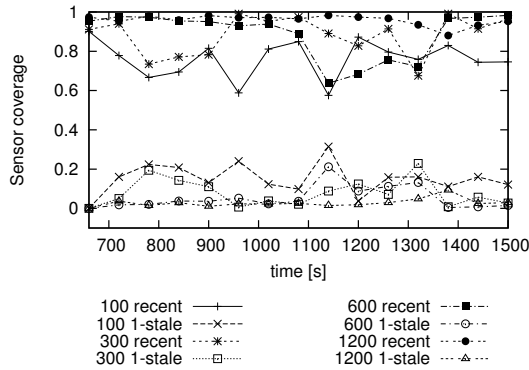 1
0.8
0.6
0.4
0.2
0
Sensor coverage
700 800 900 1000 1100 1200 1300 1400 1500
time [s]
100 recent
100 1-stale
300 recent
300 1-stale
600 recent
600 1-stale
1200 recent
1200 1-stale